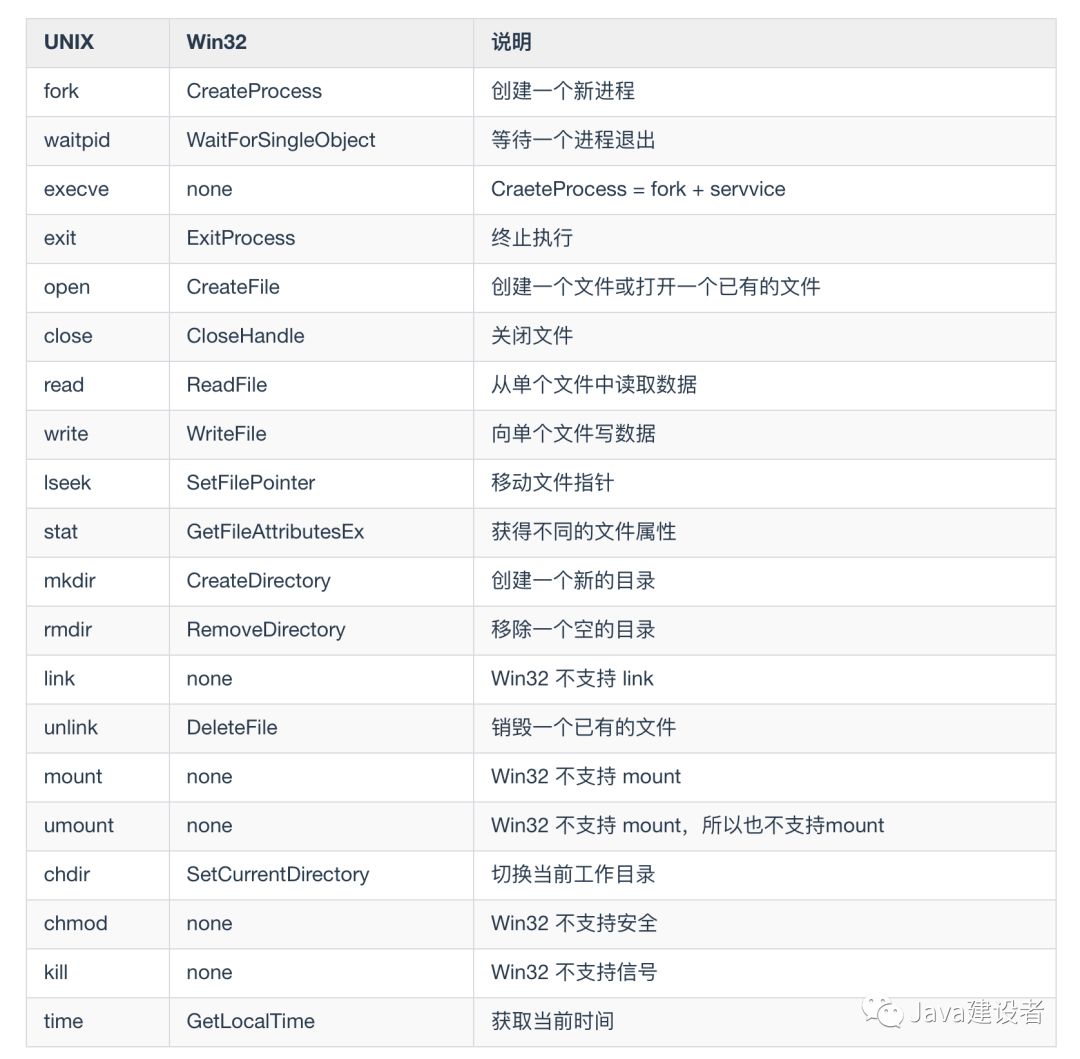 UNIX Win32 说明
fork CreateProcess 创建一个新进程
waitpid WaitForSingleObject 等待一个进程退出
execve none CraeteProcess = fork + servvice
exit ExitProcess 终止执行
open CreateFile 创建一个文件或打开一个已有的文件
close CloseHandle 关闭文件
read ReadFile 从单个文件中读取数据
write WriteFile 向单个文件写数据
lseek SetFilePointer 移动文件指针
stat GetFileAttributesEx 获得不同的文件属性
mkdir CreateDirectory 创建一个新的目录
rmdir RemoveDirectory 移除一个空的目录
link none Win32 不支持 link
unlink DeleteFile 销毁一个已有的文件
mount none Win32 不支持 mount
umount none Win32 不支持 mount，所以也不支持mount
chdir SetCurrentDirectory 切换当前工作目录
chmod none Win32 不支持安全
kill none Win32 不支持信号
time GetLocalTime 获取当前时间
Java建设者